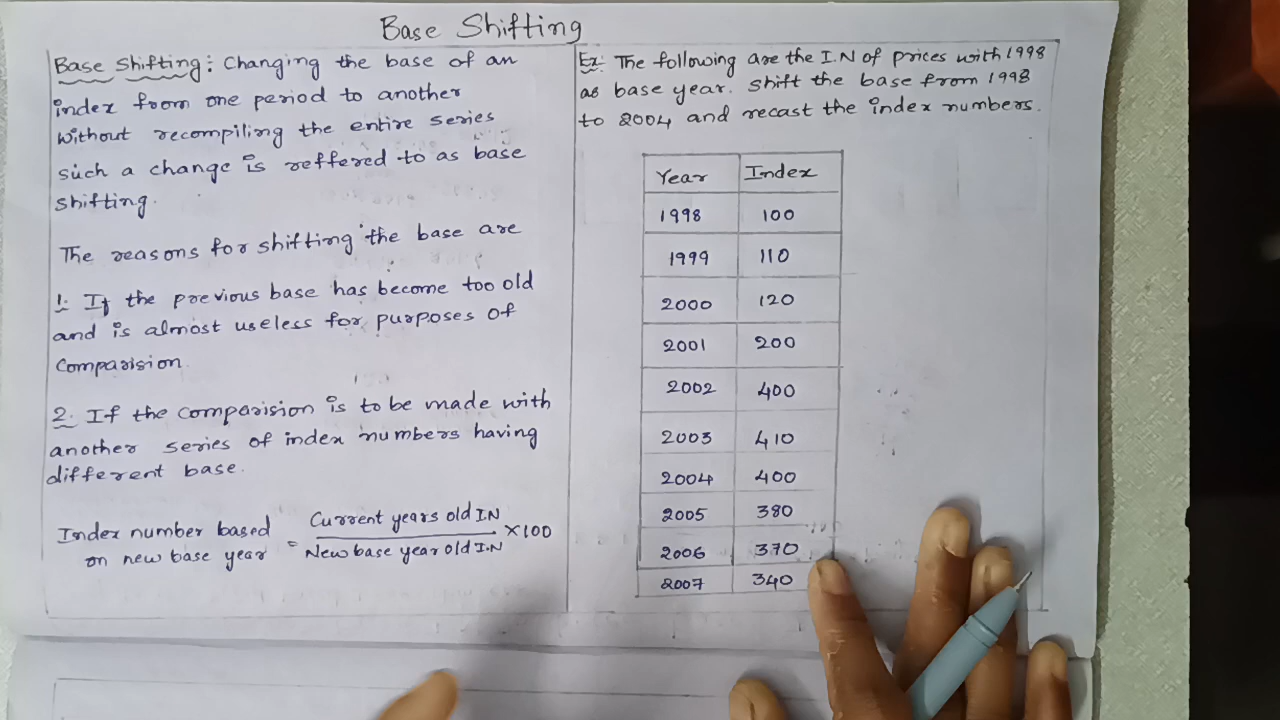 Base Shifting
Base Shifting: Changing the base of an
index from one period to another
without recompiling the entire series
such a change is reffered to as base
shifting.
The reasons for shifting the base are
1. If the previous base has become too old
and is almost useless for purposes of
Comparision.
2. If the comparision is to be made with
another series of index numbers having
different base.
Index number based on new base year = Current years old IN / New base year old I.N × 100
Ex: The following are the I.N of prices with 1998
as base year. Shift the base from 1998
to 2004 and recast the index numbers.
Year Index
1998 100
1999 110
2000 120
2001 200
2002 400
2003 410
2004 400
2005 380
2006 370
2007 340